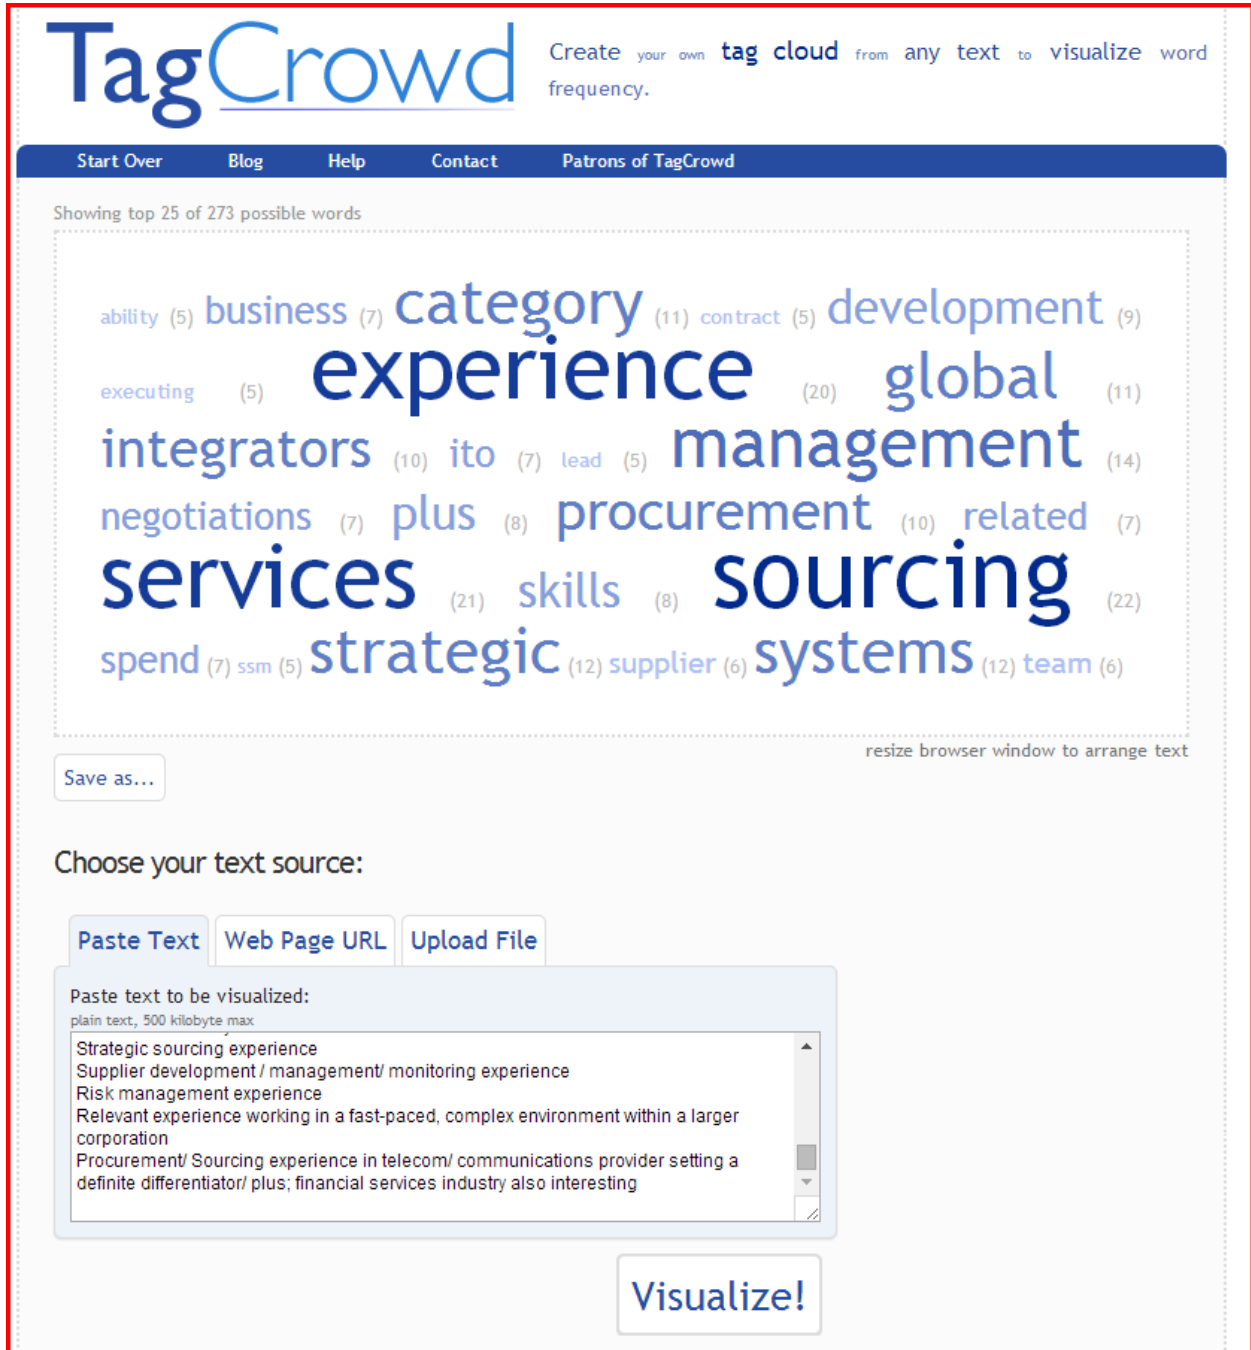 TagCrowd
Create your own tag cloud from any text to visualize word
frequency.
Start Over Blog Help Contact Patrons of TagCrowd
Showing top 25 of 273 possible words
ability (5) business (7) category (11) contract (5) development (9)
executing (5) experience (20) global (11)
integrators (10) ito (7) lead (5) management (14)
negotiations (7) plus (8) procurement (10) related (7)
services (21) skills (8) sourcing (22)
spend (7) ssm (5) strategic (12) supplier (6) systems (12) team (6)
resize browser window to arrange text
Save as...
Choose your text source:
Paste Text Web Page URL Upload File
Paste text to be visualized:
plain text, 500 kilobyte max
Strategic sourcing experience
Supplier development / management/ monitoring experience
Risk management experience
Relevant experience working in a fast-paced, complex environment within a larger
corporation
Procurement/ Sourcing experience in telecom/ communications provider setting a
definite differentiator/ plus; financial services industry also interesting
Visualize!